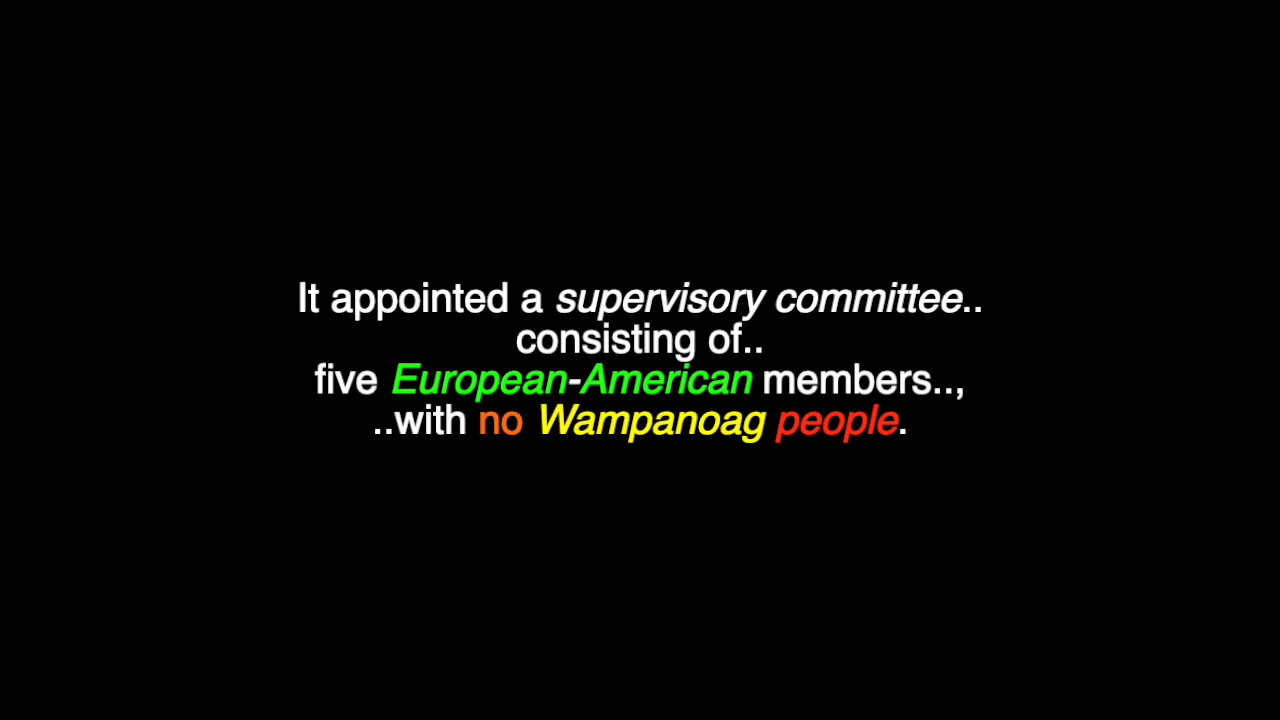 It appointed a supervisory committee..
consisting of..
five European-American members..,
..with no Wampanoag people.